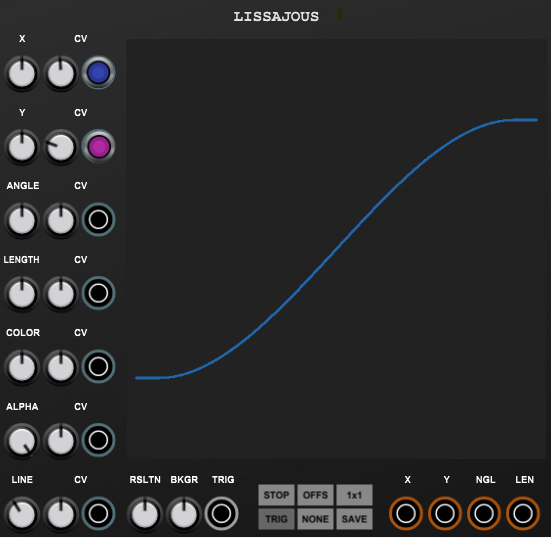 LISSAJOUS
X CV
Y CV
ANGLE CV
LENGTH CV
COLOR CV
ALPHA CV
LINE CV RSLTN BKGR TRIG X Y NGL LEN
STOP OFFS 1x1
TRIG NONE SAVE